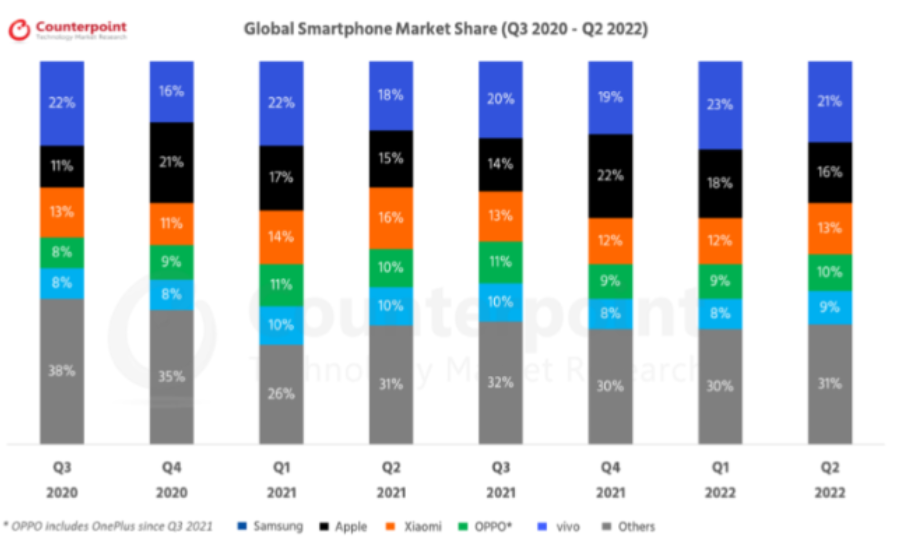 Counterpoint
Technology Market Research
Global Smartphone Market Share (Q3 2020 - Q2 2022)
22% 16% 22% 18% 20% 19% 23% 21%
11% 21% 17% 15% 14% 22% 18% 16%
13% 11% 14% 16% 13% 12% 12% 13%
8% 9% 11% 10% 11% 9% 9% 10%
8% 8% 10% 10% 10% 8% 8% 9%
38% 35% 26% 31% 32% 30% 30% 31%
Counterpoint
Technology Market Research
Q3 Q4 Q1 Q2 Q3 Q4 Q1 Q2
2020 2020 2021 2021 2021 2021 2022 2022
* OPPO includes OnePlus since Q3 2021 Samsung Apple Xiaomi OPPO* vivo Others